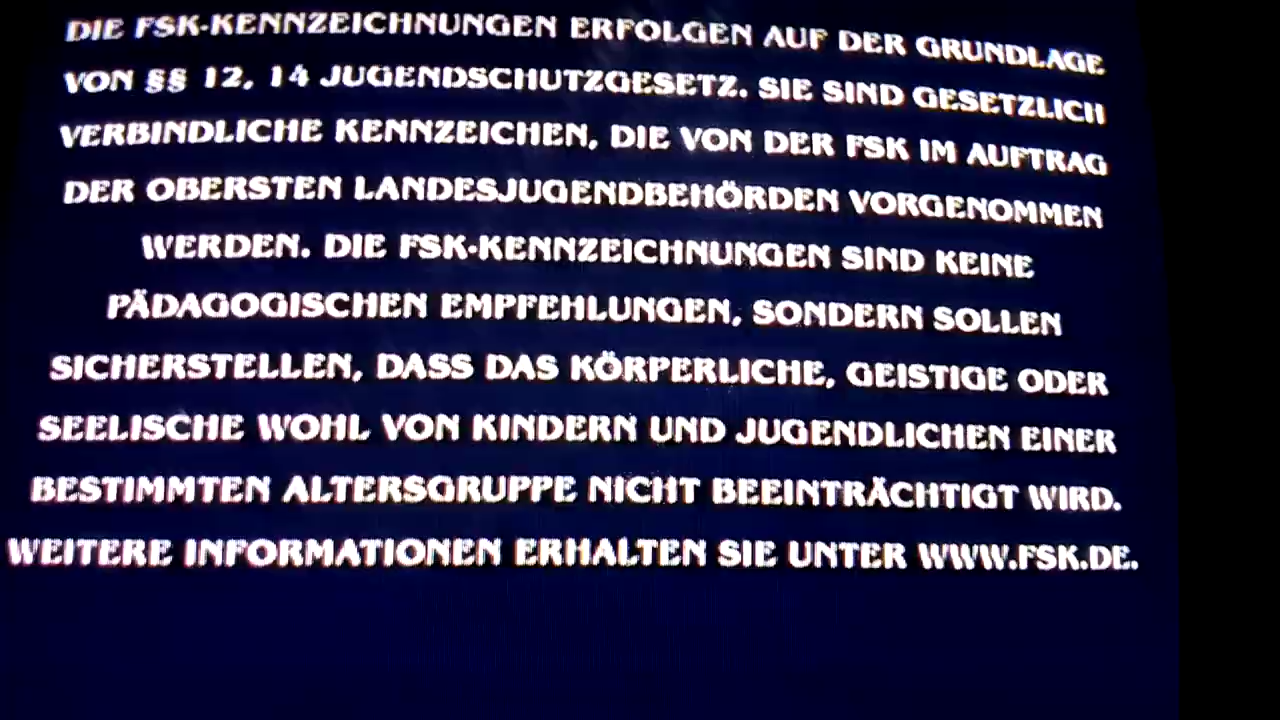 DIE FSK-KENNZEICHNUNGEN ERFOLGEN AUF DER GRUNDLAGE
VON §§ 12, 14 JUGENDSCHUTZGESETZ. SIE SIND GESETZLICH
VERBINDLICHE KENNZEICHEN, DIE VON DER FSK IM AUFTRAG
DER OBERSTEN LANDESJUGENDBEHÖRDEN VORGENOMMEN
WERDEN. DIE FSK-KENNZEICHNUNGEN SIND KEINE
PÄDAGOGISCHEN EMPFEHLUNGEN, SONDERN SOLLEN
SICHERSTELLEN, DASS DAS KÖRPERLICHE, GEISTIGE ODER
SEELISCHE WOHL VON KINDERN UND JUGENDLICHEN EINER
BESTIMMTEN ALTERSGRUPPE NICHT BEEINTRÄCHTIGT WIRD.
WEITERE INFORMATIONEN ERHALTEN SIE UNTER WWW.FSK.DE.